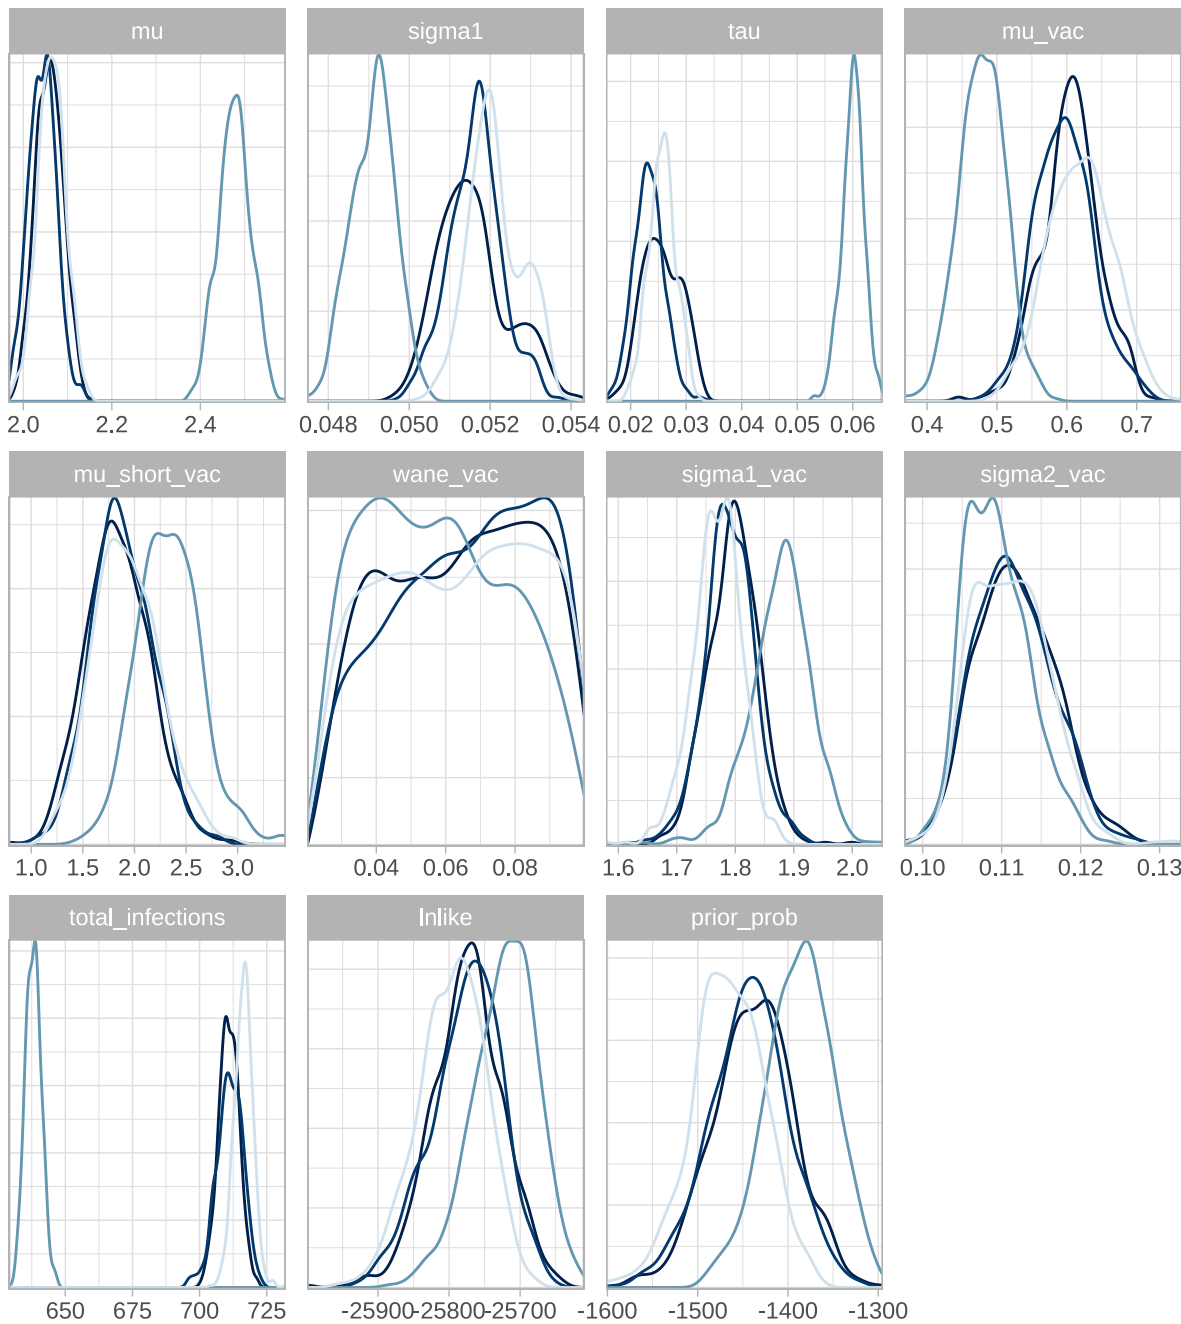 mu sigma1 tau mu_vac
2.0 2.2 2.4 0.048 0.050 0.052 0.054 0.02 0.03 0.04 0.05 0.06 0.4 0.5 0.6 0.7
mu_short_vac wane_vac sigma1_vac sigma2_vac
1.0 1.5 2.0 2.5 3.0 0.04 0.06 0.08 1.6 1.7 1.8 1.9 2.0 0.10 0.11 0.12 0.13
total_infections lnlike prior_prob
650 675 700 725 -25900 -25800 -25700 -1600 -1500 -1400 -1300